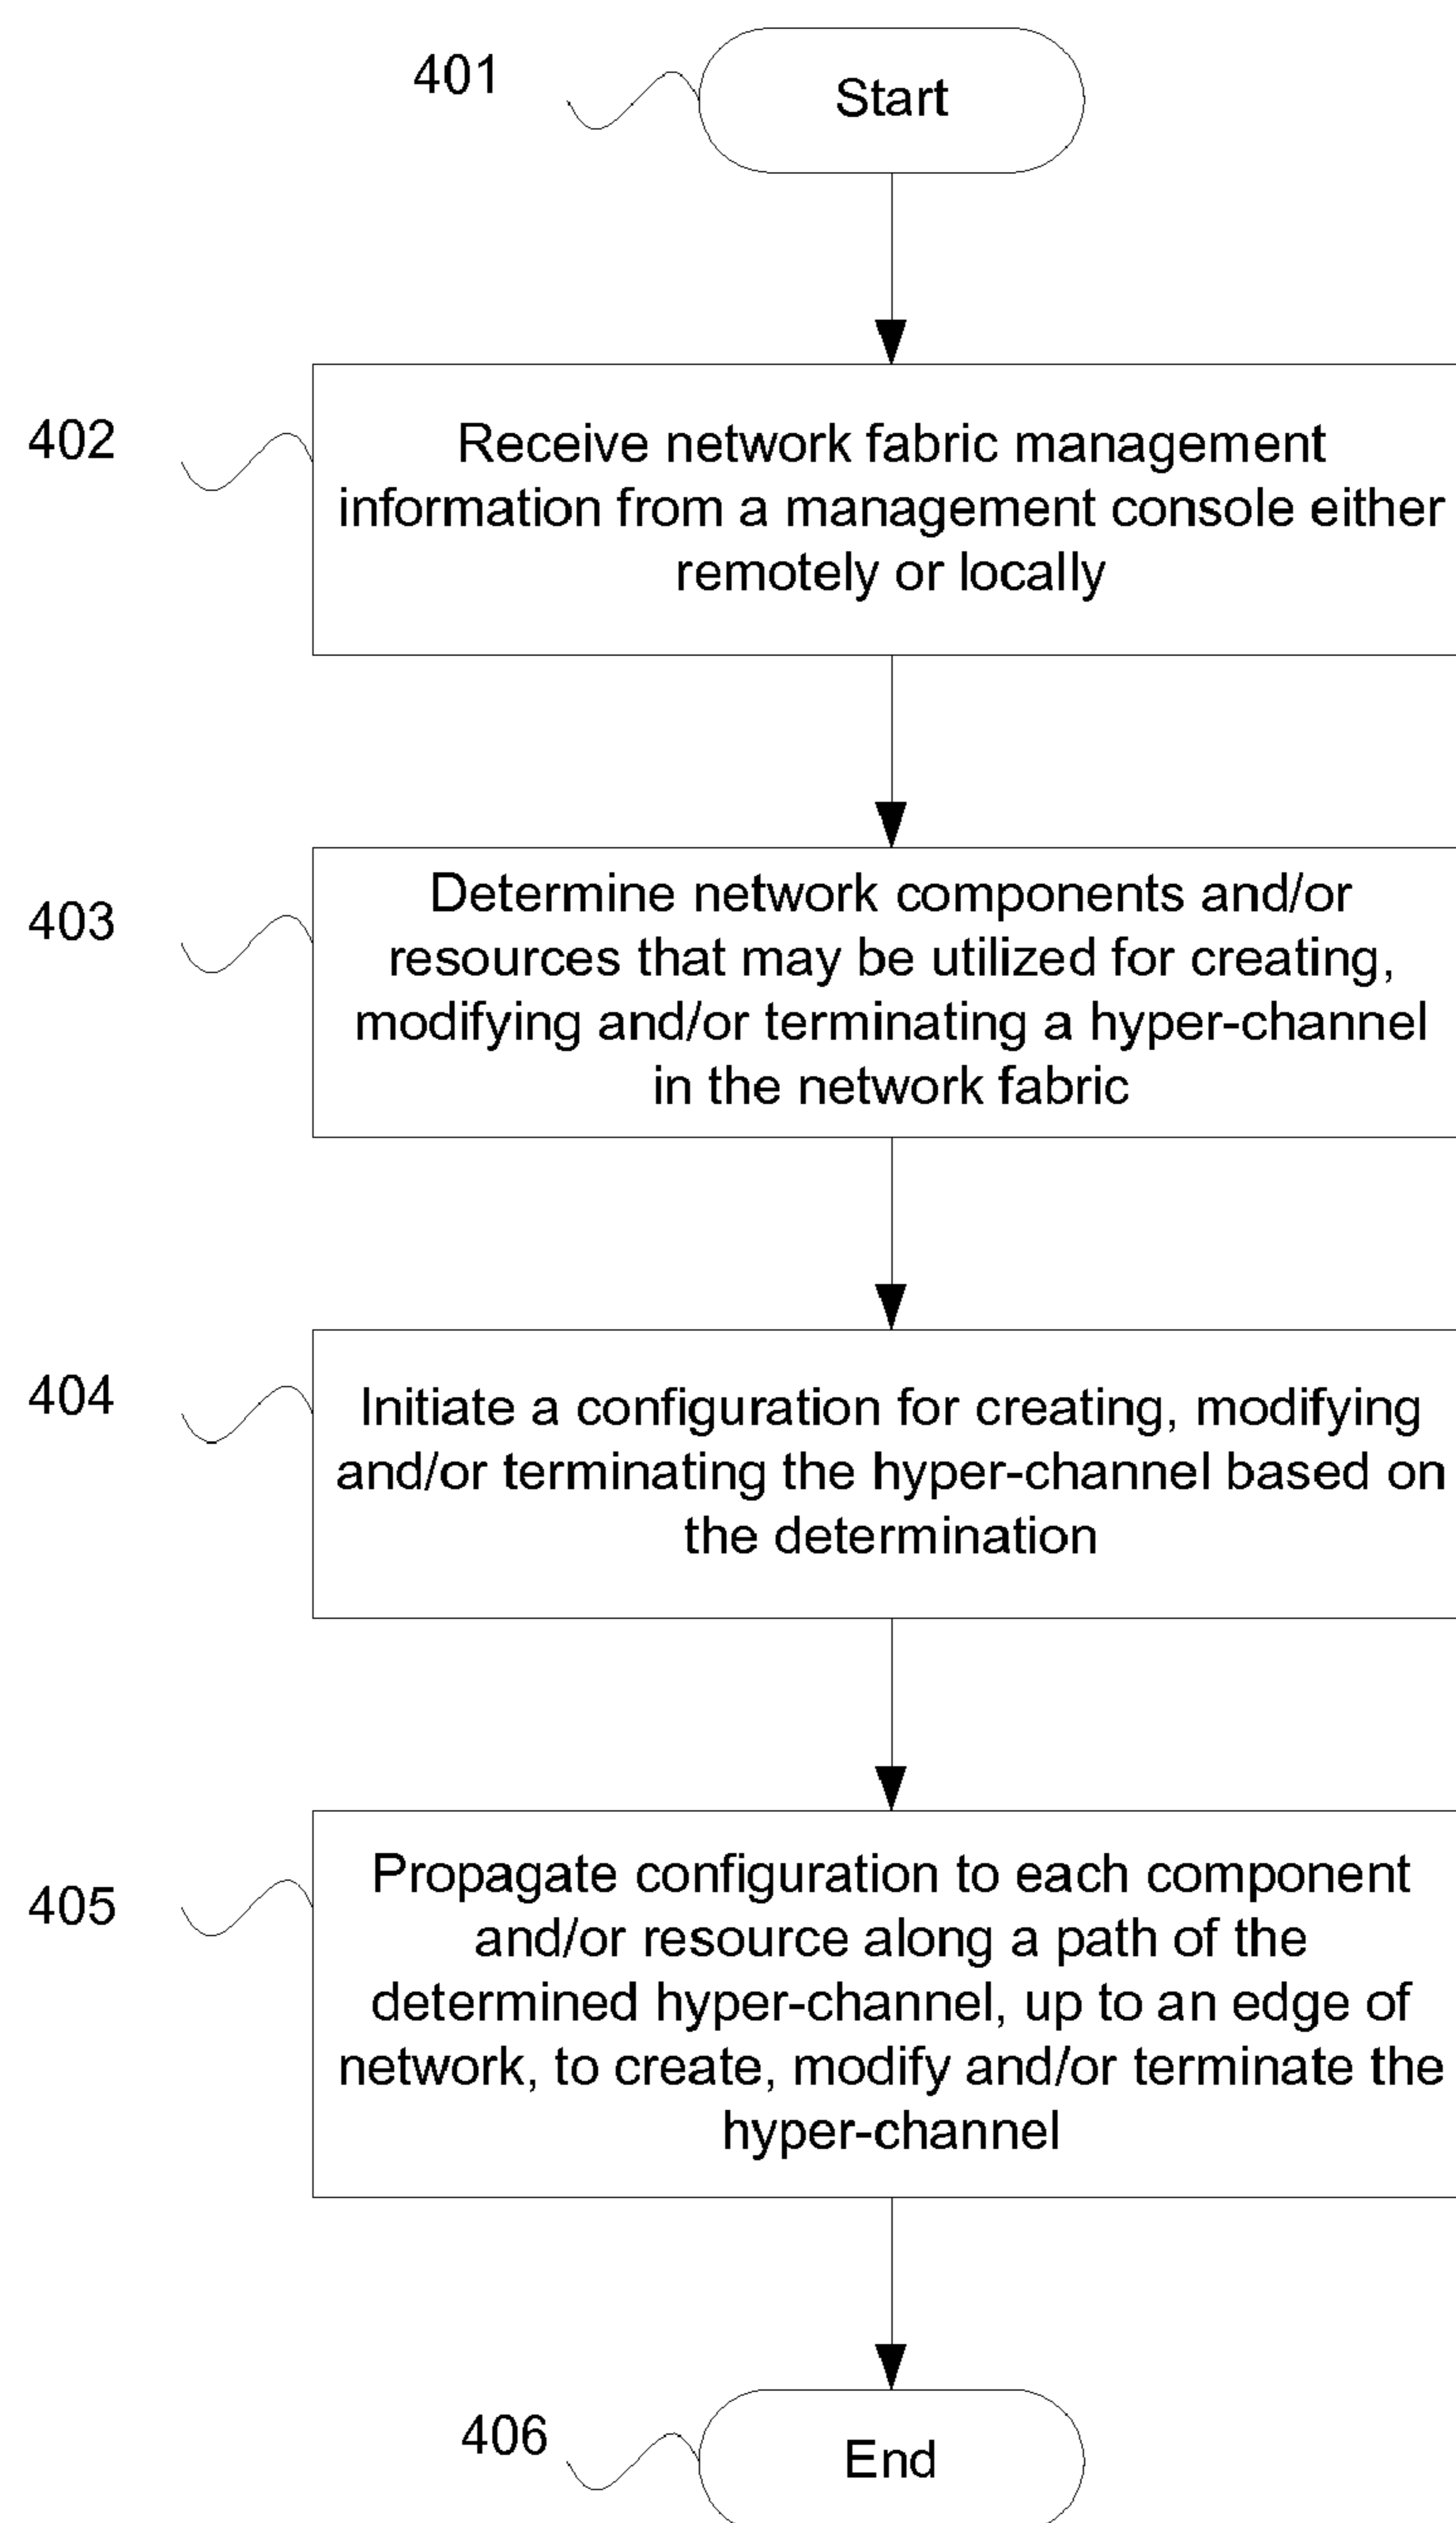 401
Start
402
Receive network fabric management
information from a management console either
remotely or locally
403
Determine network components and/or
resources that may be utilized for creating,
modifying and/or terminating a hyper-channel
in the network fabric
404
Initiate a configuration for creating, modifying
and/or terminating the hyper-channel based on
the determination
405
Propagate configuration to each component
and/or resource along a path of the
determined hyper-channel, up to an edge of
network, to create, modify and/or terminate the
hyper-channel
406
End